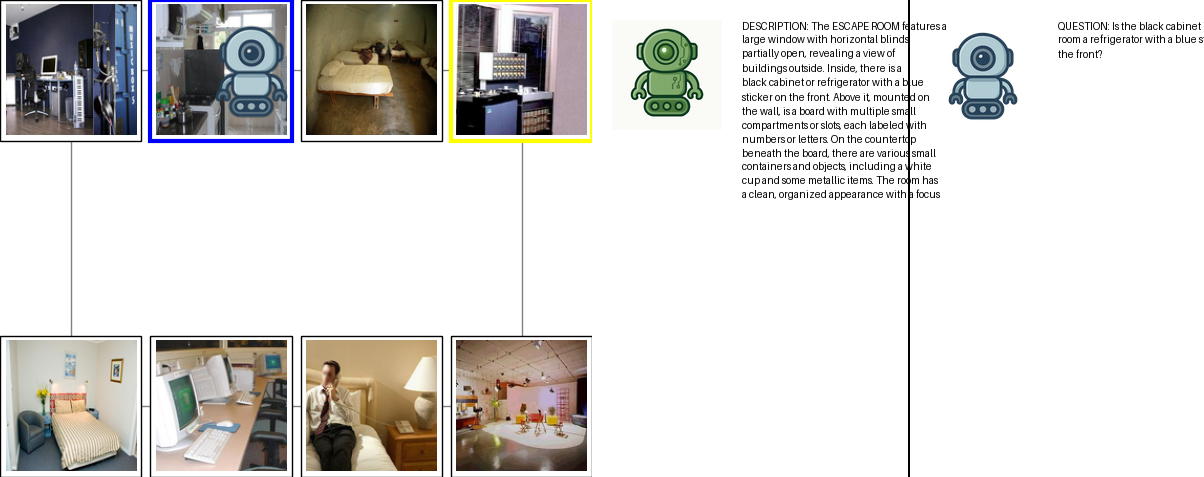 MUSIC BOX 5
DESCRIPTION: The ESCAPE ROOM features a
large window with horizontal blinds
partially open, revealing a view of
buildings outside. Inside, there is a
black cabinet or refrigerator with a blue
sticker on the front. Above it, mounted on
the wall, is a board with multiple small
compartments or slots, each labeled with
numbers or letters. On the countertop
beneath the board, there are various small
containers and objects, including a white
cup and some metallic items. The room has
a clean, organized appearance with a focus
QUESTION: Is the black cabinet
room a refrigerator with a blue
the front?